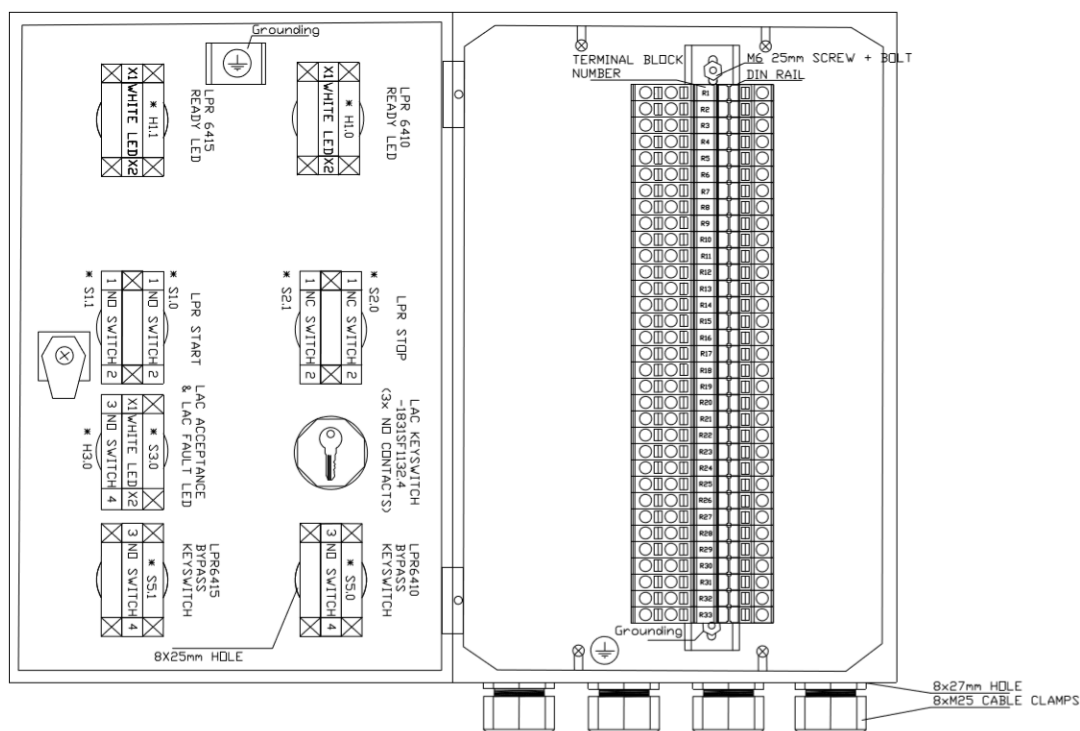 Grounding
X1 WHITE LED X2
* H1.1
LPR 6415
READY LED
X1 WHITE LED X2
* H1.0
LPR 6410
READY LED
* S1.1
1 NO SWITCH 2
1 NO SWITCH 2
* S1.0
LPR START
* S2.1
1 NC SWITCH 2
1 NC SWITCH 2
* S2.0
LPR STOP
* H3.0
3 NO SWITCH 4
X1 WHITE LED X2
* S3.0
LAC ACCEPTANCE
& LAC FAULT LED
LAC KEYSWITCH
-1831SF1132.4
(3x NO CONTACTS)
3 NO SWITCH 4
* S5.1
LPR6415
BYPASS
KEYSWITCH
3 NO SWITCH 4
* S5.0
LPR6410
BYPASS
KEYSWITCH
8X25mm HOLE
TERMINAL BLOCK
NUMBER
M6 25mm SCREW + BOLT
DIN RAIL
R1
R2
R3
R4
R5
R6
R7
R8
R9
R10
R11
R12
R13
R14
R15
R16
R17
R18
R19
R20
R21
R22
R23
R24
R25
R26
R27
R28
R29
R30
R31
R32
R33
Grounding
8x27mm HOLE
8xM25 CABLE CLAMPS